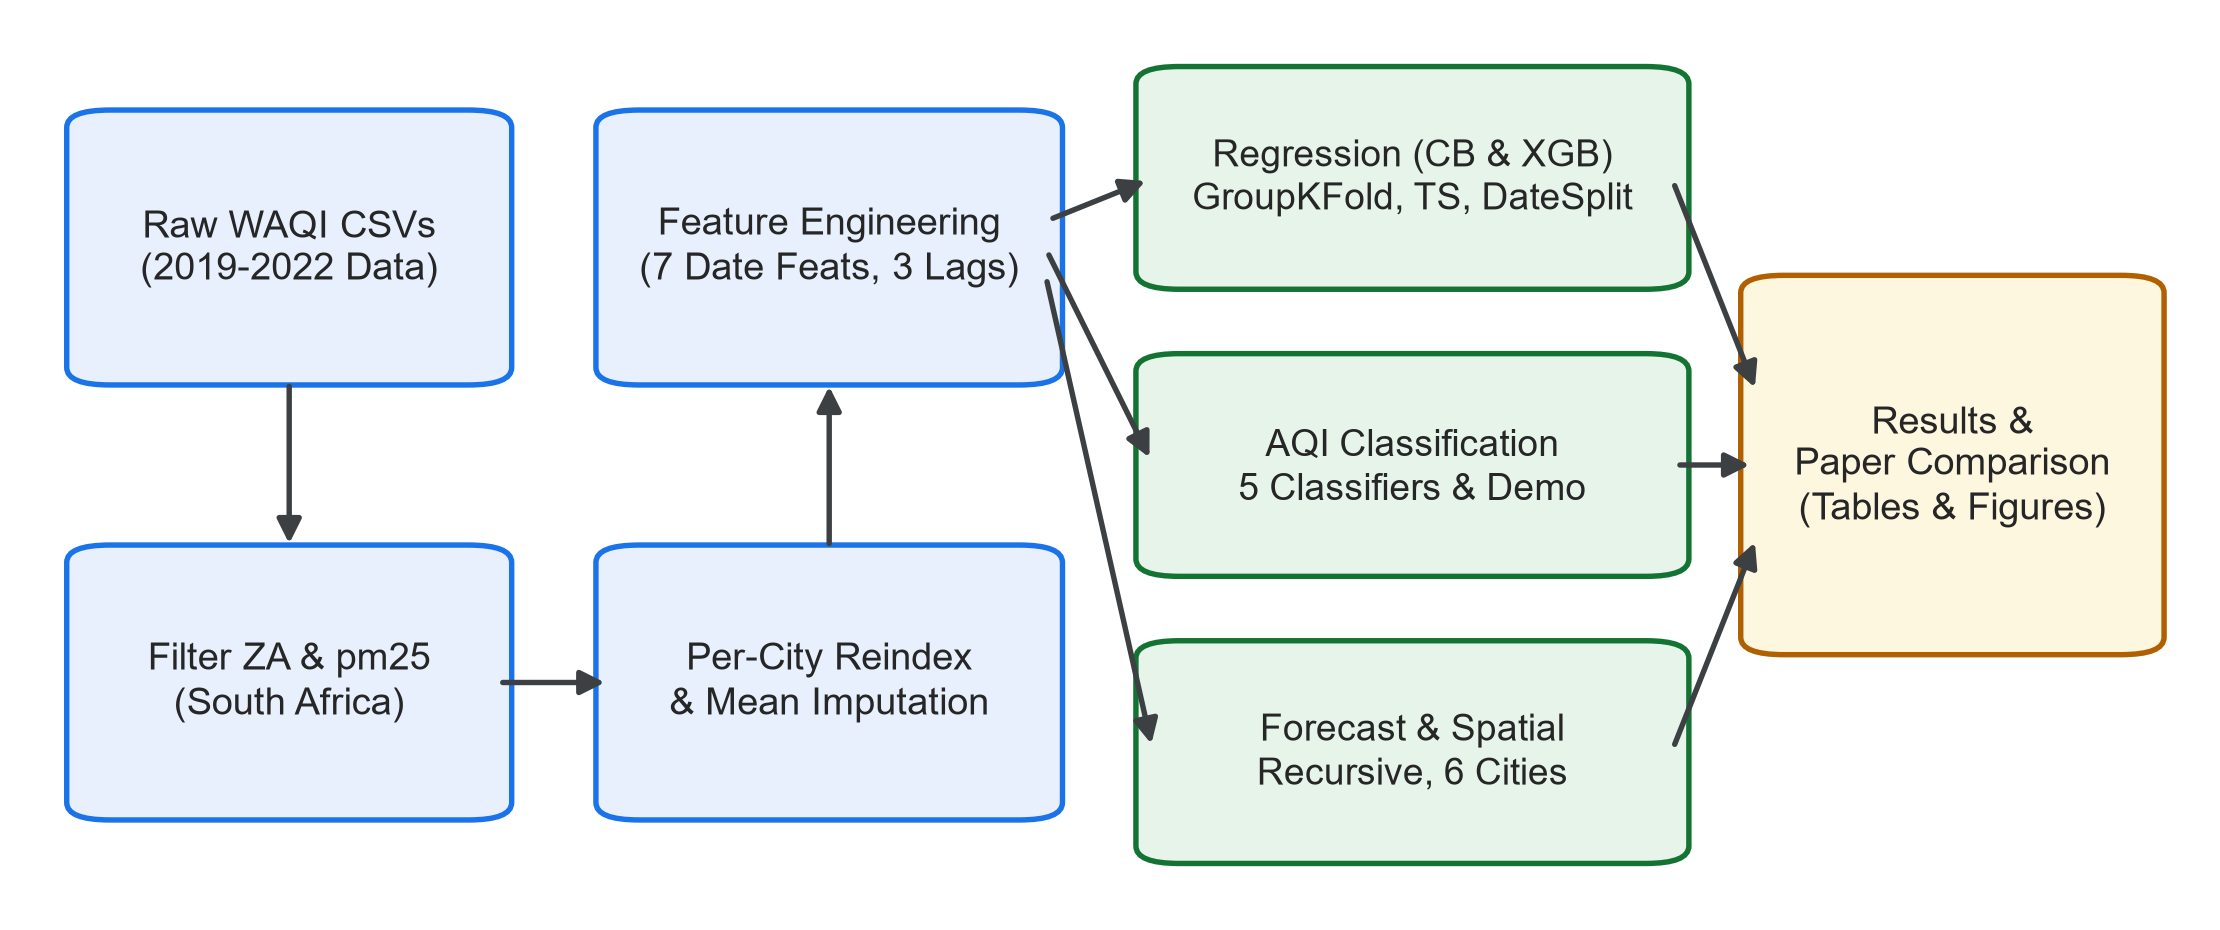 Raw WAQI CSVs
(2019-2022 Data)
Filter ZA & pm25
(South Africa)
Per-City Reindex
& Mean Imputation
Feature Engineering
(7 Date Feats, 3 Lags)
Regression (CB & XGB)
GroupKFold, TS, DateSplit
AQI Classification
5 Classifiers & Demo
Forecast & Spatial
Recursive, 6 Cities
Results &
Paper Comparison
(Tables & Figures)